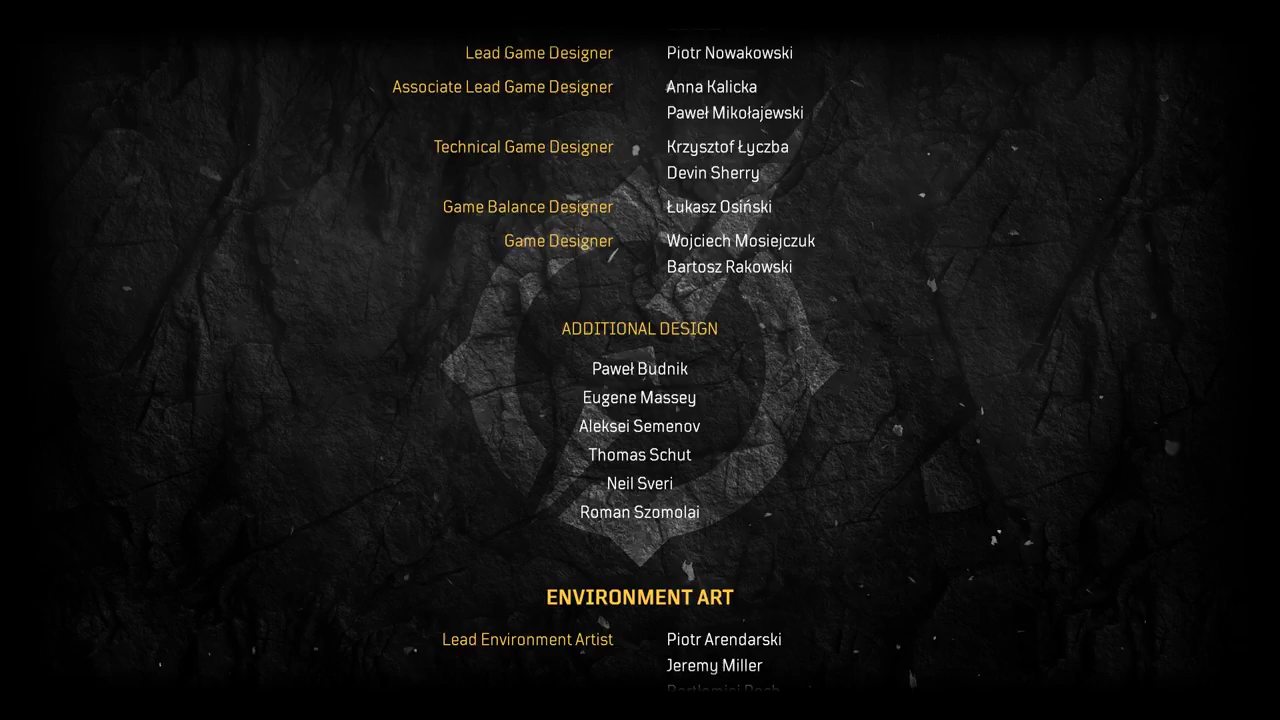 Lead Game Designer Piotr Nowakowski
Associate Lead Game Designer Anna Kalicka
Paweł Mikołajewski
Technical Game Designer Krzysztof Łyczba
Devin Sherry
Game Balance Designer Łukasz Osiński
Game Designer Wojciech Mosiejczuk
Bartosz Rakowski
ADDITIONAL DESIGN
Paweł Budnik
Eugene Massey
Aleksei Semenov
Thomas Schut
Neil Sveri
Roman Szomolai
ENVIRONMENT ART
Lead Environment Artist Piotr Arendarski
Jeremy Miller